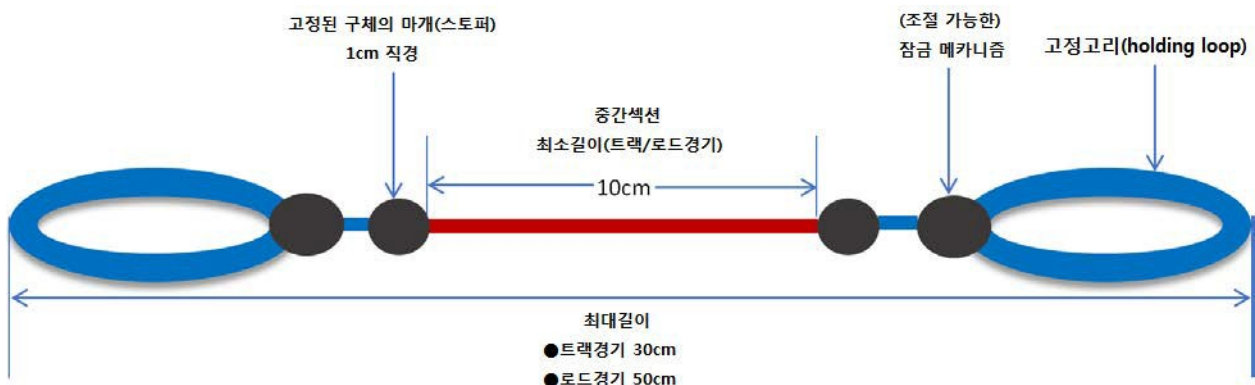 고정된 구체의 마개(스토퍼)
1cm 직경
(조절 가능한)
잠금 메카니즘
고정고리(holding loop)
중간섹션
최소길이(트랙/로드경기)
10cm
최대길이
●트랙경기 30cm
●로드경기 50cm